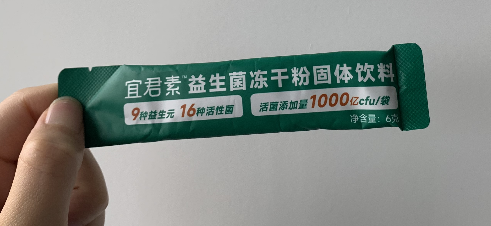 宜君素™益生菌冻干粉固体饮料
9种益生元 16种活性菌 活菌添加量1000亿cfu/袋
净含量：6克